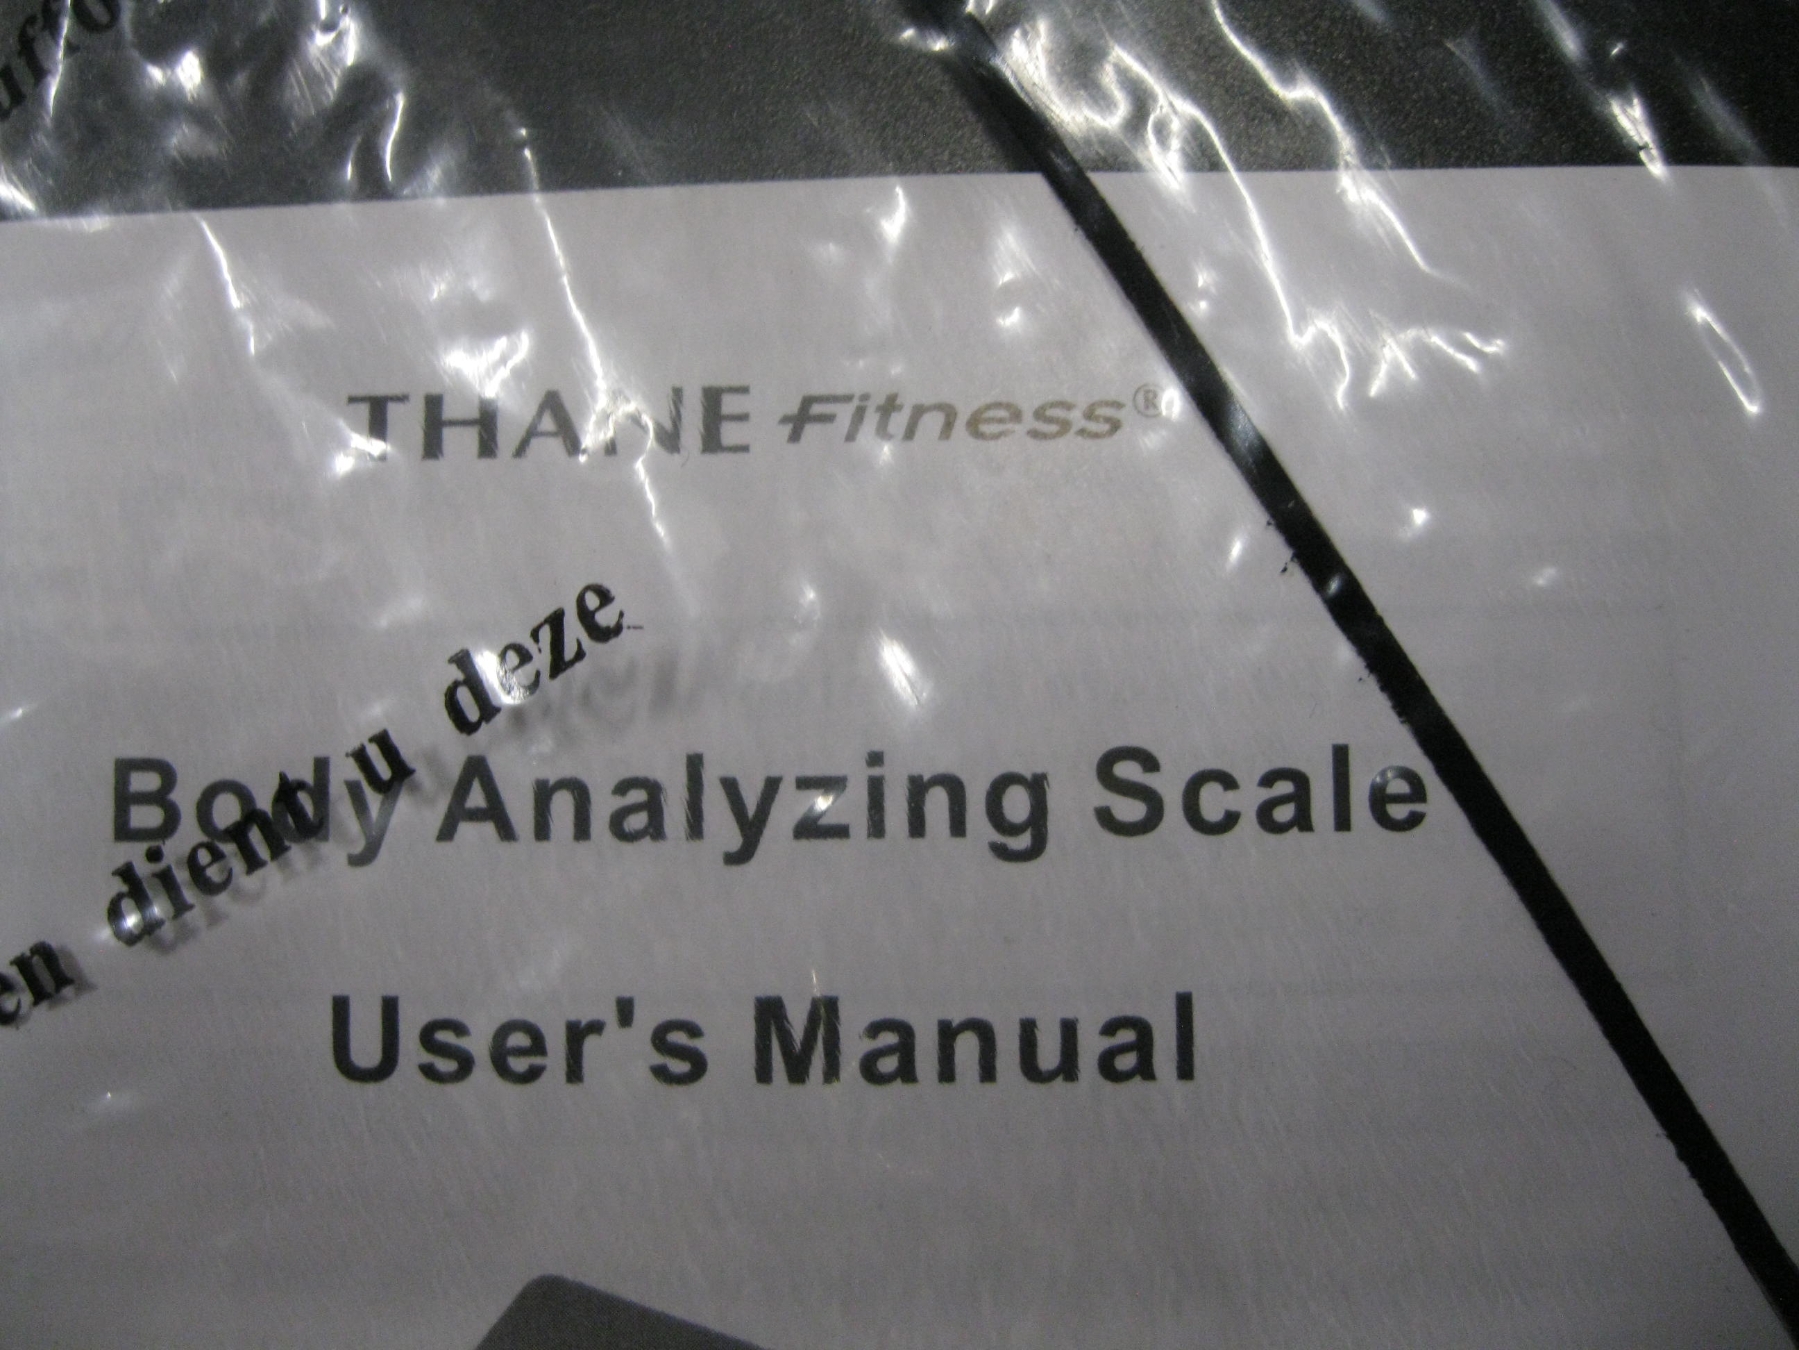 THANE Fitness®
en dient u deze
Body Analyzing Scale
User's Manual